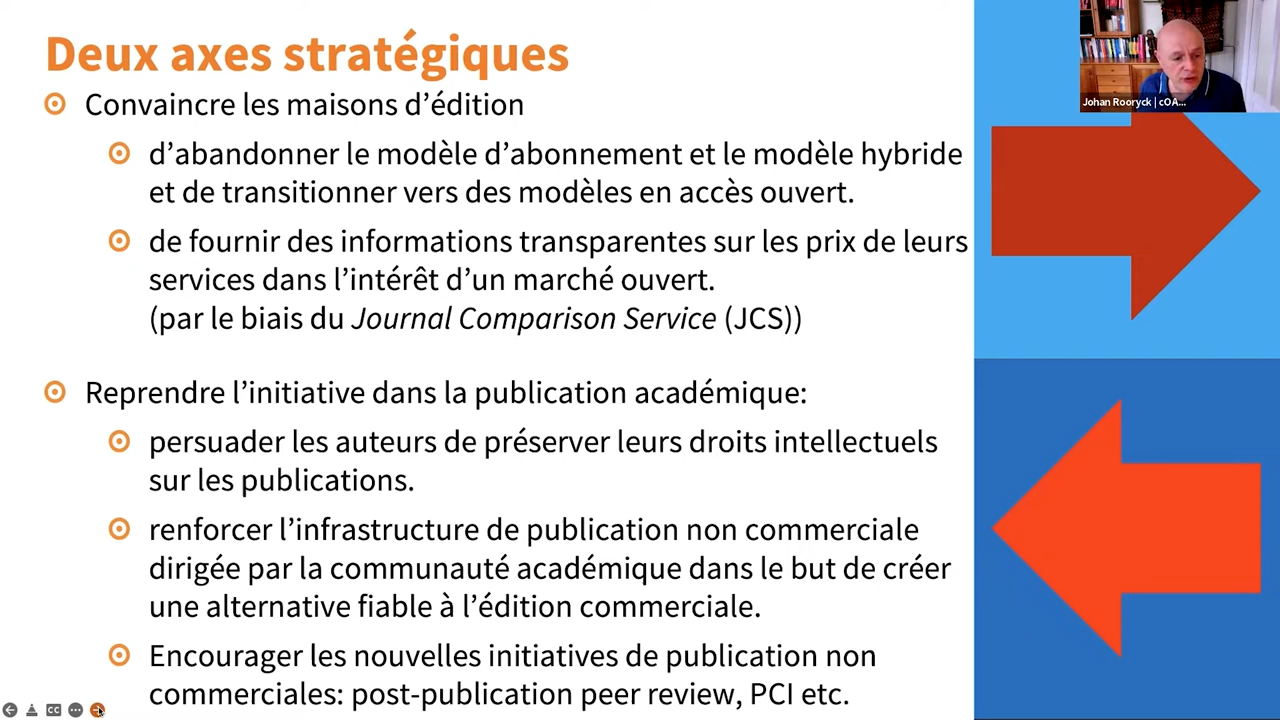 Deux axes stratégiques
Convaincre les maisons d’édition
d’abandonner le modèle d’abonnement et le modèle hybride
et de transitionner vers des modèles en accès ouvert.
de fournir des informations transparentes sur les prix de leurs
services dans l’intérêt d’un marché ouvert.
(par le biais du Journal Comparison Service (JCS))
Reprendre l’initiative dans la publication académique:
persuader les auteurs de préserver leurs droits intellectuels
sur les publications.
renforcer l’infrastructure de publication non commerciale
dirigée par la communauté académique dans le but de créer
une alternative fiable à l’édition commerciale.
Encourager les nouvelles initiatives de publication non
commerciales: post-publication peer review, PCI etc.
Johan Rooryck | cOA...
CC